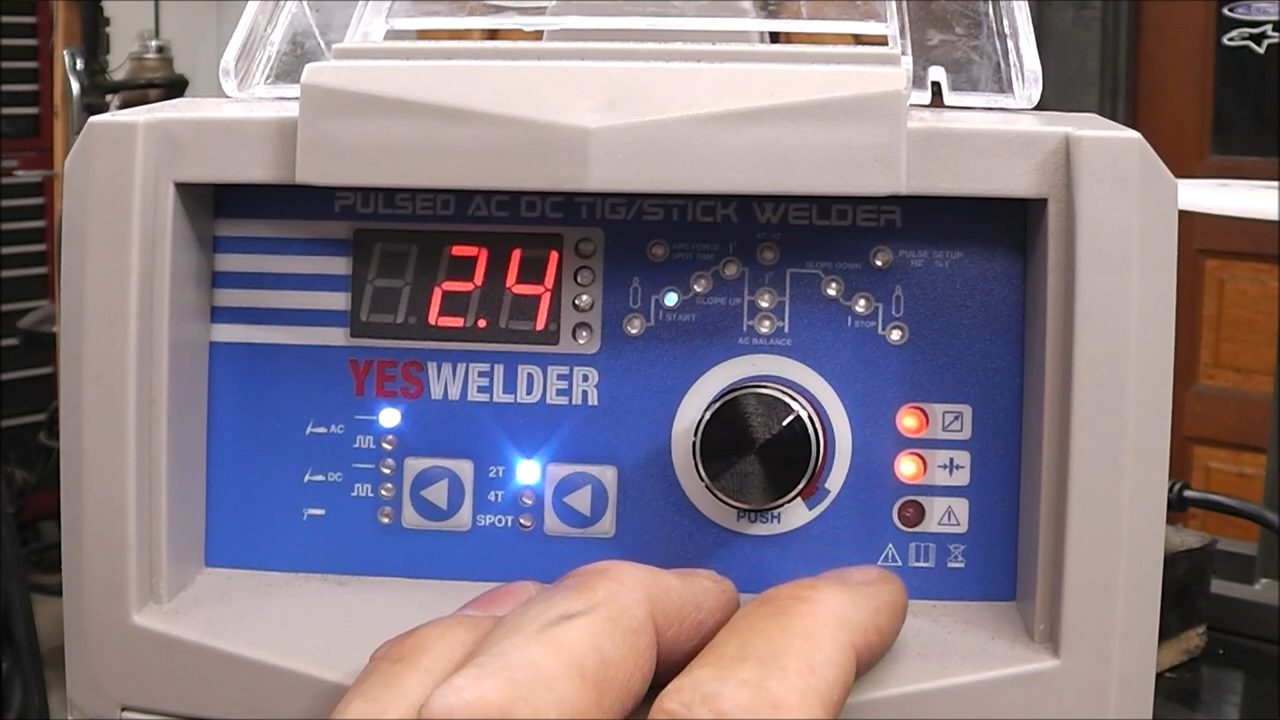 PULSED AC DC TIG/STICK WELDER
2.4
ARC FORCE
SPOT TIME
PULSE SETUP
HZ %
SLOPE DOWN
SLOPE UP
I START
I STOP
AC BALANCE
YESWELDER
AC
DC
2T
4T
SPOT
PUSH